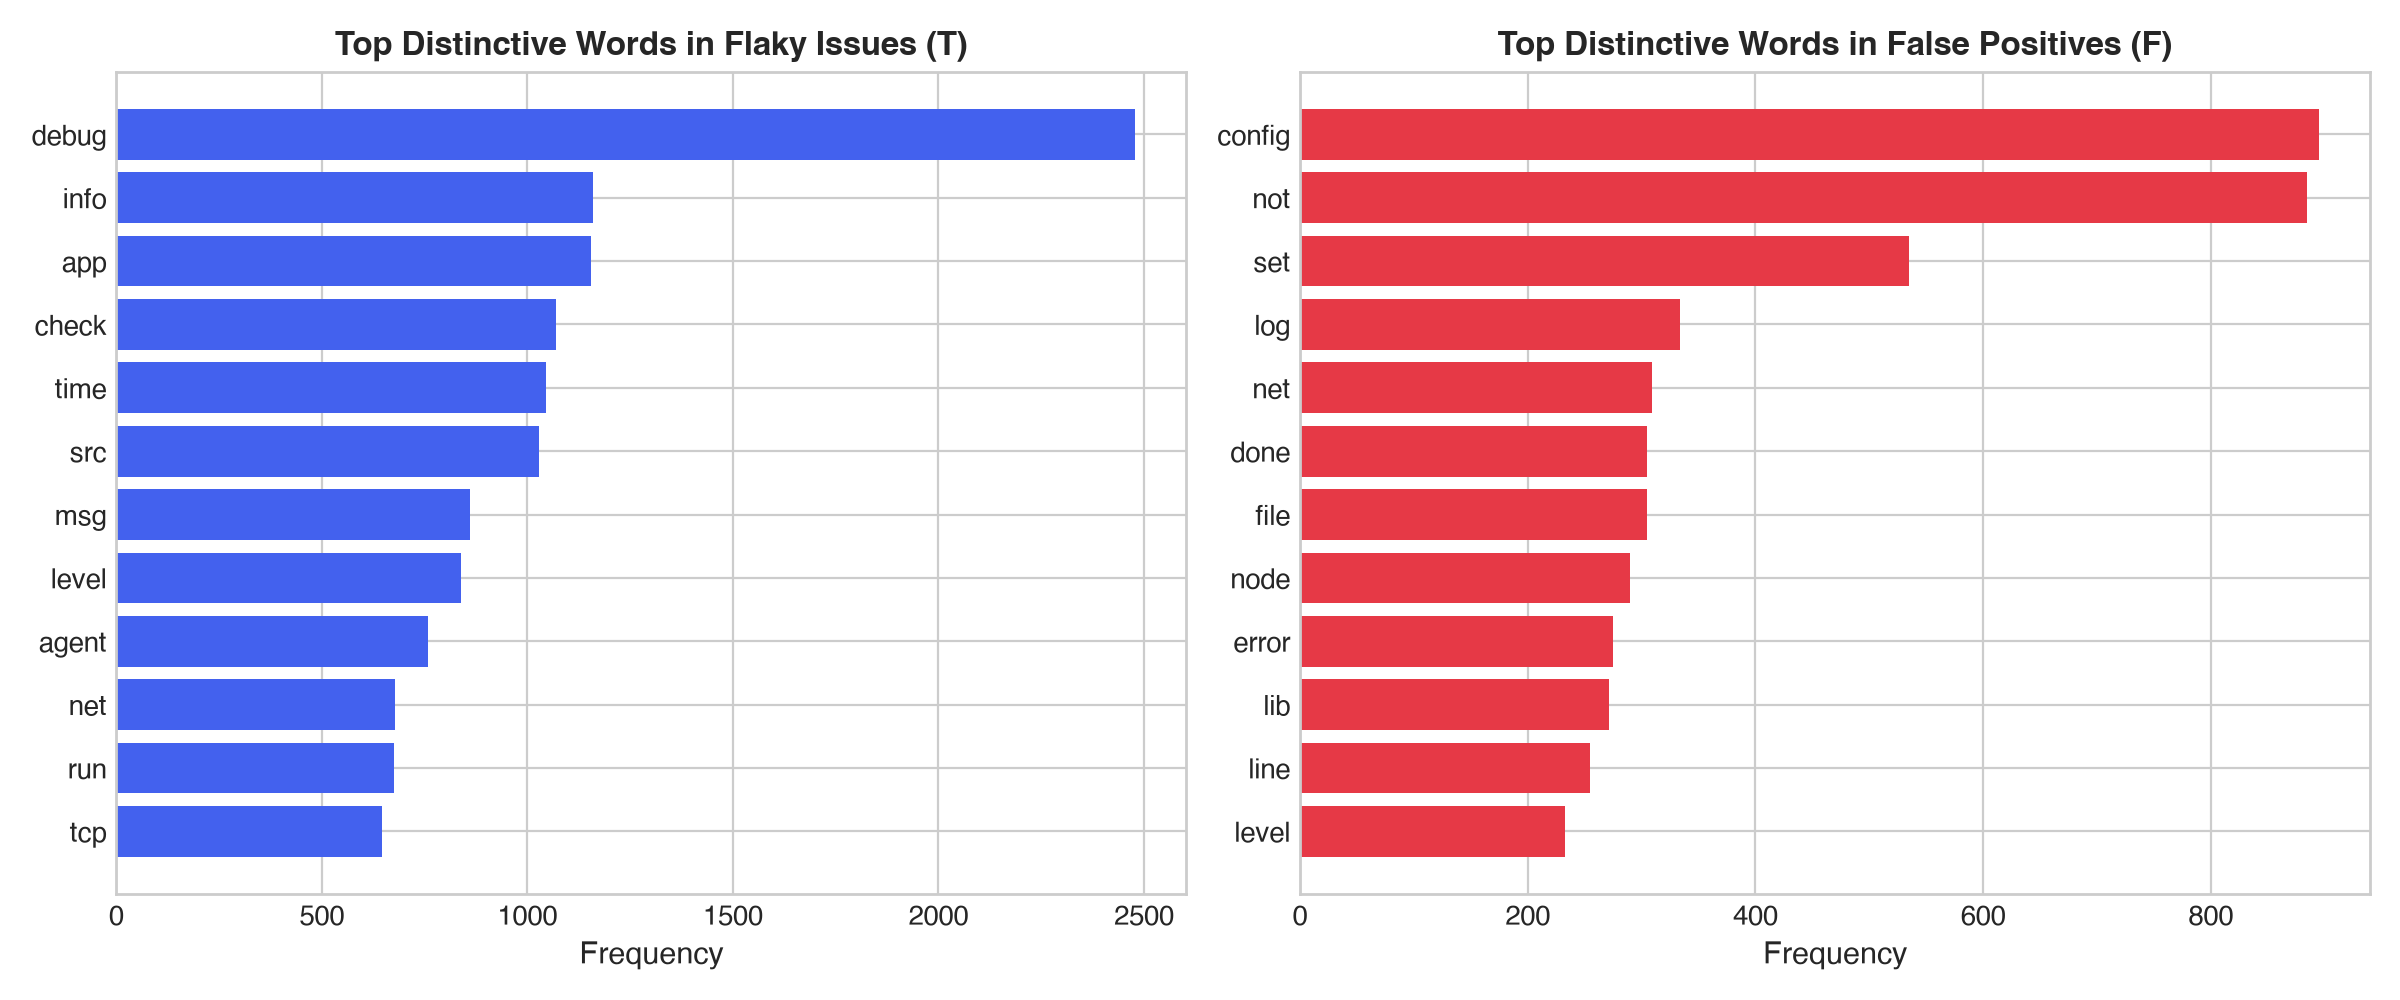 Top Distinctive Words in Flaky Issues (T)
debug
info
app
check
time
src
msg
level
agent
net
run
tcp
0 500 1000 1500 2000 2500
Frequency
Top Distinctive Words in False Positives (F)
config
not
set
log
net
done
file
node
error
lib
line
level
0 200 400 600 800
Frequency